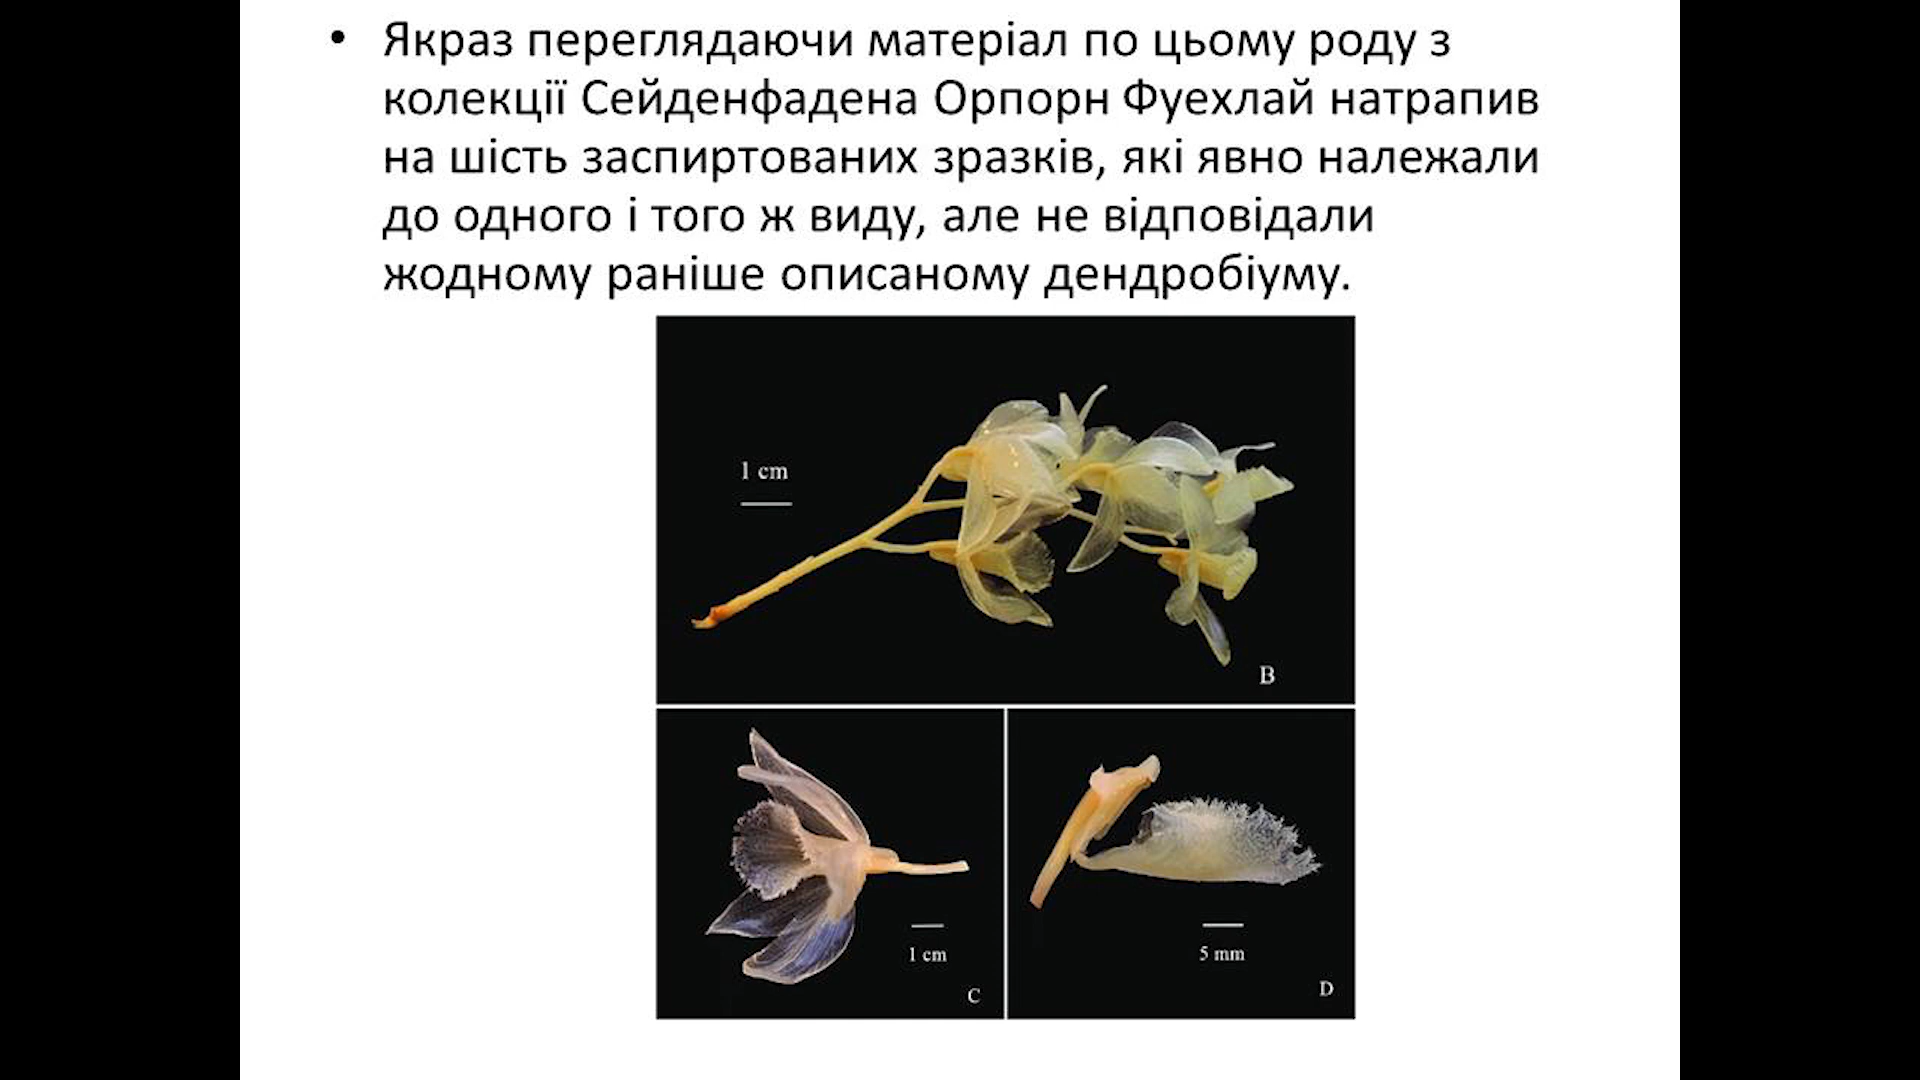 • Якраз переглядаючи матеріал по цьому роду з
колекції Сейденфадена Орпорн Фуехлай натрапив
на шість заспиртованих зразків, які явно належали
до одного і того ж виду, але не відповідали
жодному раніше описаному дендробіуму.
1 cm
B
1 cm
C
5 mm
D